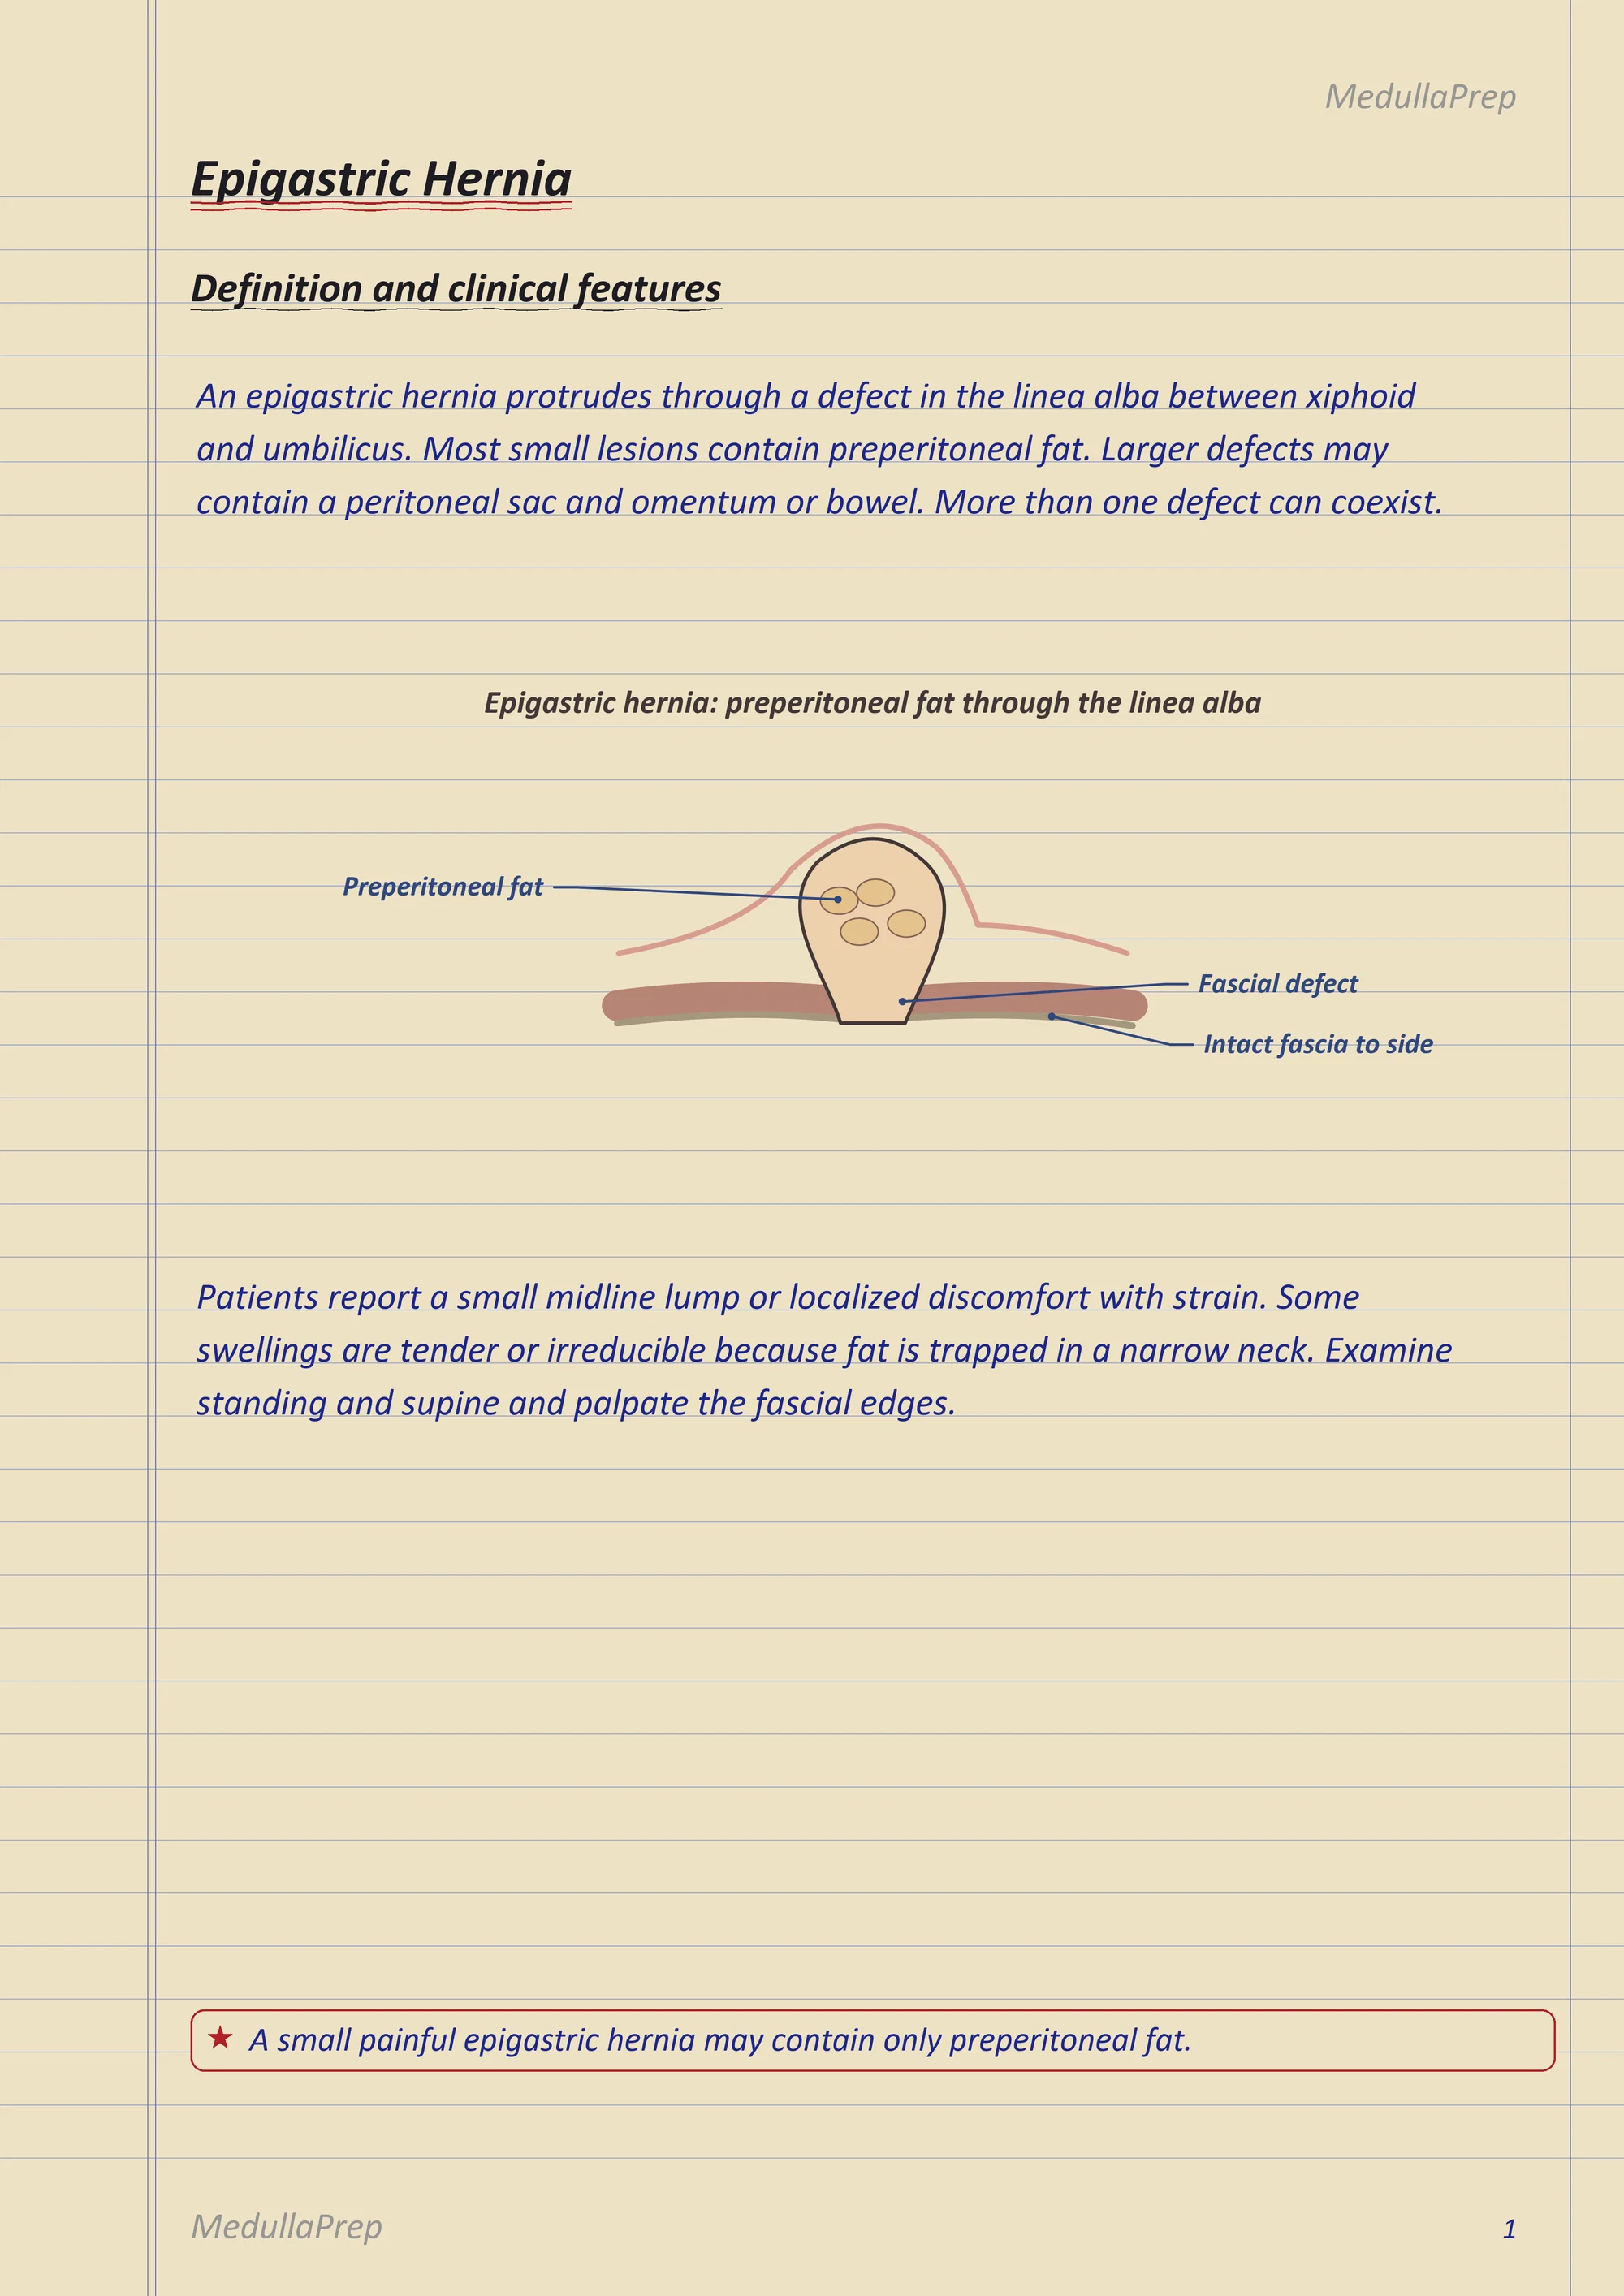 MedullaPrep
Epigastric Hernia
Definition and clinical features
An epigastric hernia protrudes through a defect in the linea alba between xiphoid
and umbilicus. Most small lesions contain preperitoneal fat. Larger defects may
contain a peritoneal sac and omentum or bowel. More than one defect can coexist.
Epigastric hernia: preperitoneal fat through the linea alba
Preperitoneal fat
Fascial defect
Intact fascia to side
Patients report a small midline lump or localized discomfort with strain. Some
swellings are tender or irreducible because fat is trapped in a narrow neck. Examine
standing and supine and palpate the fascial edges.
★ A small painful epigastric hernia may contain only preperitoneal fat.
MedullaPrep
1